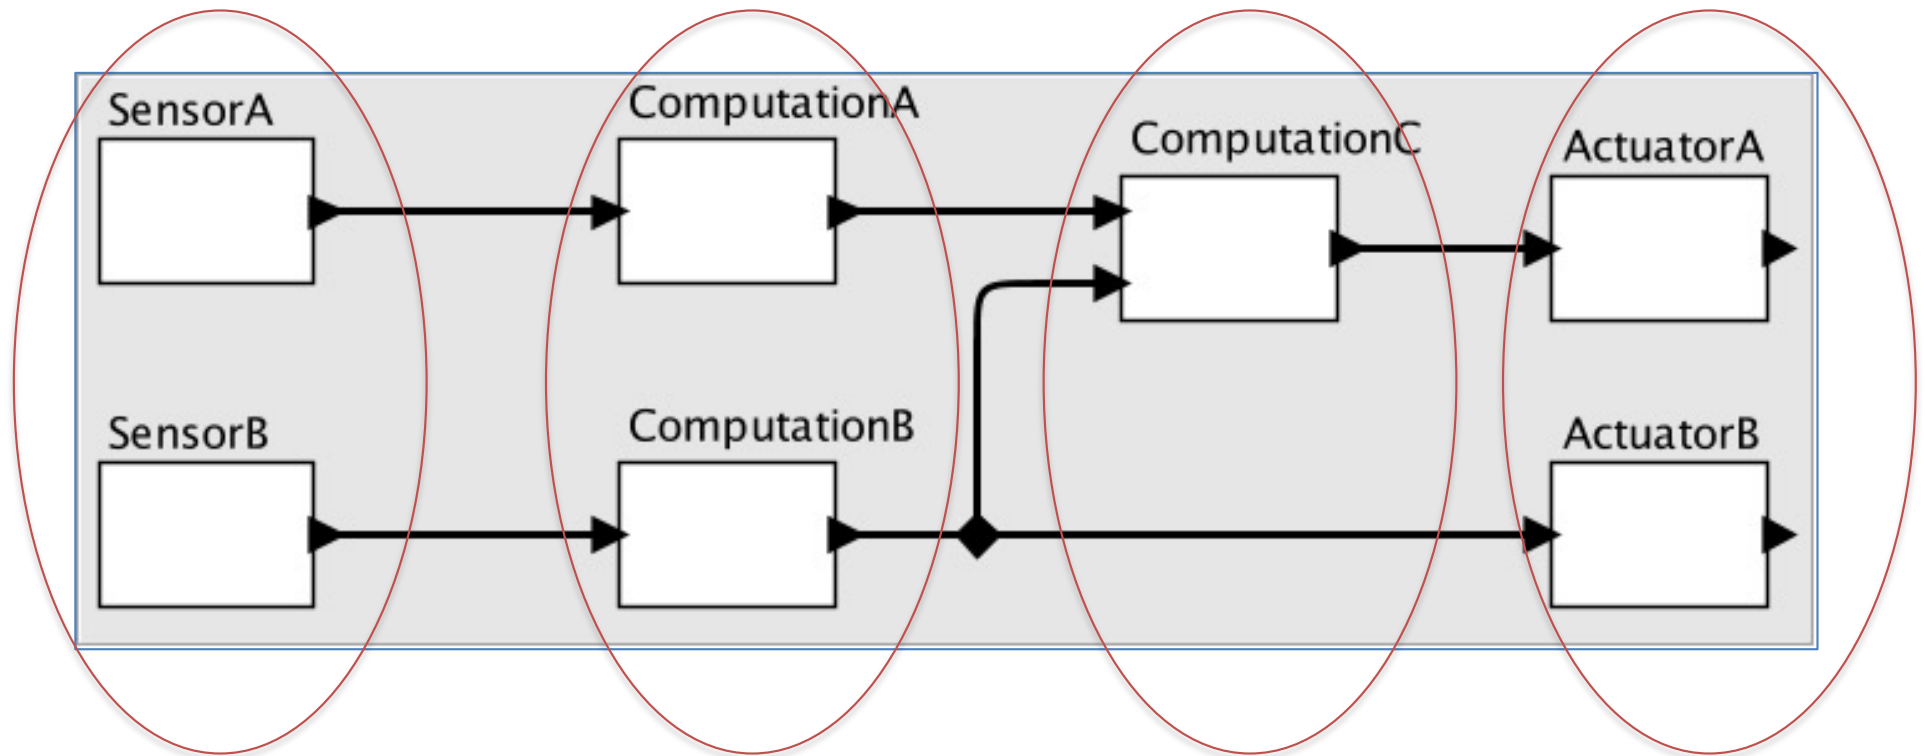 SensorA
ComputationA
ComputationC
ActuatorA
SensorB
ComputationB
ActuatorB